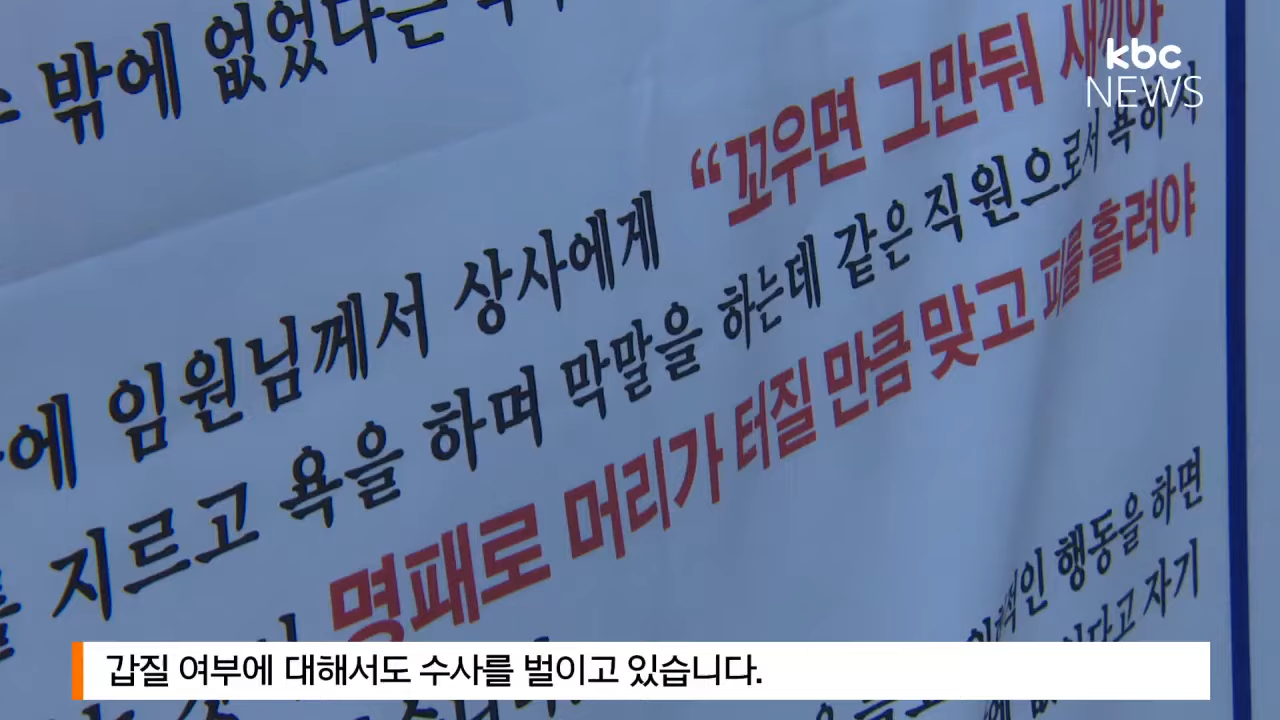 kbc
NEWS
밖에 없었다는
에 임원님께서 상사에게 "꼬우면 그만둬 새끼야
지르고 욕을 하며 막말을 하는데 같은 직원으로서 욕하거
명패로 머리가 터질 만큼 맞고 피를 흘려야
적인 행동을 하면
자기
갑질 여부에 대해서도 수사를 벌이고 있습니다.